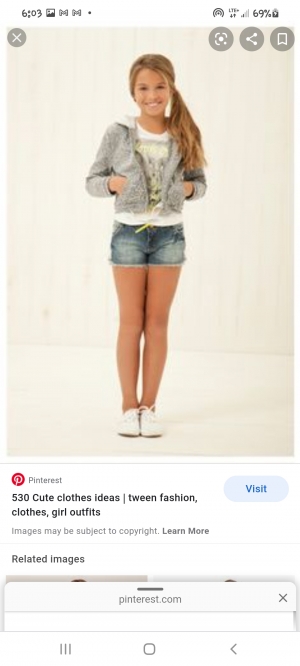 6:03
LTE+
69%
Pinterest
530 Cute clothes ideas | tween fashion,
clothes, girl outfits
Visit
Images may be subject to copyright. Learn More
Related images
pinterest.com